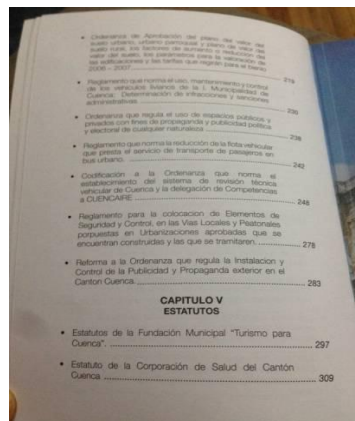 • Ordenanza de Aprobación del plano del valor del
suelo urbano, urbano parroquial y plano de valor del
suelo rural, los factores de aumento o reducción del
valor del suelo, los parámetros para la valoración de
las edificaciones y las tarifas que regirán para el bienio
2006 – 2007 219
• Reglamento que norma el uso, mantenimiento y control
de los vehículos livianos de la I. Municipalidad de
Cuenca; Determinación de infracciones y sanciones
administrativas
• Ordenanza que regula el uso de espacios públicos y
privados con fines de propaganda y publicidad política
y electoral de cualquier naturaleza 238
• Reglamento que norma la reducción de la flota vehicular
que presta el servicio de transporte de pasajeros en
bus urbano. 242
• Codificación a la Ordenanza que norma el
establecimiento del sistema de revisión técnica
vehicular de Cuenca y la delegación de Competencias
a CUENCAIRE 248
• Reglamento para la colocacion de Elementos de
Seguridad y Control, en las Vias Locales y Peatonales
porpuestas en Urbanizaciones aprobadas que se
encuentran construidas y las que se tramitaren. 278
• Reforma a la Ordenanza que regula la Instalacion y
Control de la Publicidad y Propaganda exterior en el
Canton Cuenca 283
CAPITULO V
ESTATUTOS
• Estatutos de la Fundación Municipal "Turismo para
Cuenca". 297
• Estatuto de la Corporación de Salud del Cantón
Cuenca 309